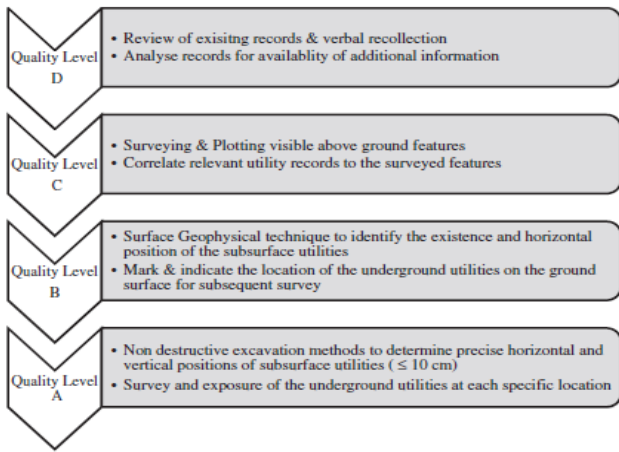 Quality Level
D
• Review of exisitng records & verbal recollection
• Analyse records for availablity of additional information
Quality Level
C
• Surveying & Plotting visible above ground features
• Correlate relevant utility records to the surveyed features
Quality Level
B
• Surface Geophysical technique to identify the existence and horizontal
position of the subsurface utilities
• Mark & indicate the location of the underground utilities on the ground
surface for subsequent survey
Quality Level
A
• Non destructive excavation methods to determine precise horizontal and
vertical positions of subsurface utilities ( ≤ 10 cm)
• Survey and exposure of the underground utilities at each specific location